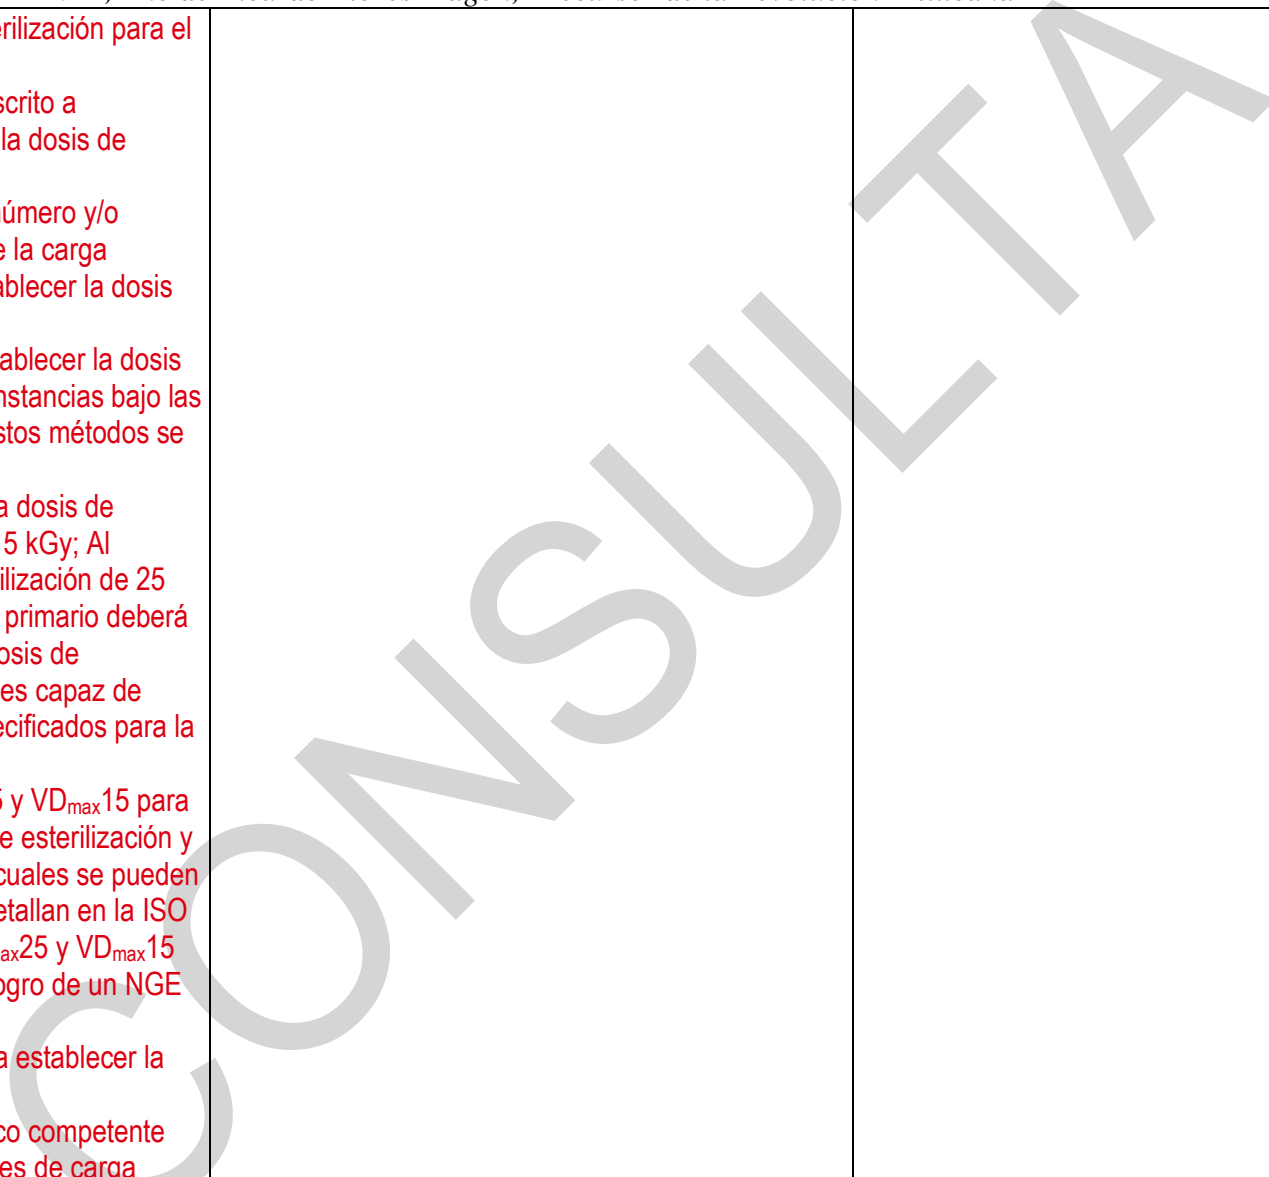 erilización para el
scrito a
la dosis de
número y/o
e la carga
ablecer la dosis
ablecer la dosis
nstancias bajo las
stos métodos se
a dosis de
15 kGy; Al
ilización de 25
primario deberá
osis de
es capaz de
ecificados para la
5 y VDmax15 para
e esterilización y
cuales se pueden
etallan en la ISO
ax25 y VDmax15
ogro de un NGE
a establecer la
co competente
es de carga
CONSULTA